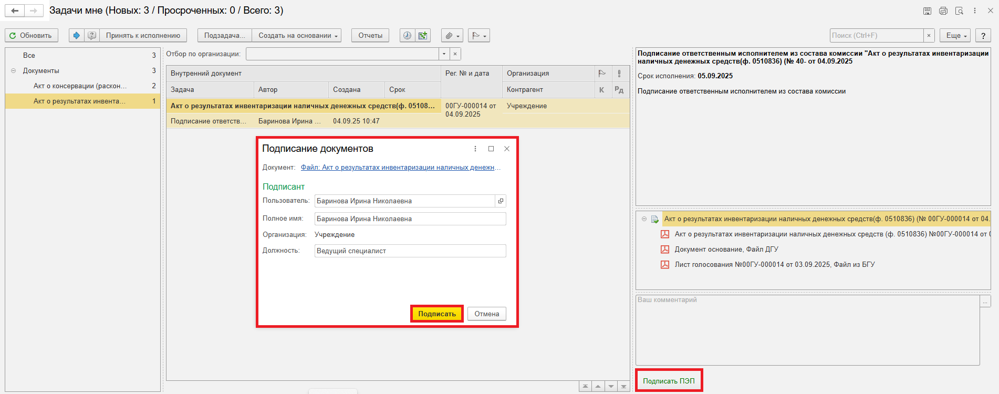 Задачи мне (Новых: 3 / Просроченных: 0 / Всего: 3)
Обновить
Принять к исполнению
Подзадача...
Создать на основании
Отчеты
Поиск (Ctrl+F)
×
Еще
?
Все 3
Документы 3
Акт о консервации (раскон... 2
Акт о результатах инвента... 1
Отбор по организации:
×
Внутренний документ
Рег. № и дата
Организация
Задача
Автор
Создана
Срок
Контрагент
К
Рд
Акт о результатах инвентаризации наличных денежных средств(ф. 05108...
00ГУ-000014 от
04.09.2025
Учреждение
Подписание ответств...
Баринова Ирина ...
04.09.25 10:47
Подписание документов
Документ: Файл: Акт о результатах инвентаризации наличных денежн...
Подписант
Пользователь: Баринова Ирина Николаевна
Полное имя: Баринова Ирина Николаевна
Организация: Учреждение
Должность: Ведущий специалист
Подписать
Отмена
Подписание ответственным исполнителем из состава комиссии "Акт о результатах инвентаризации
наличных денежных средств(ф. 0510836) (№ 40- от 04.09.2025
Срок исполнения: 05.09.2025
Подписание ответственным исполнителем из состава комиссии
Акт о результатах инвентаризации наличных денежных средств(ф. 0510836) (№ 00ГУ-000014 от 04.
Акт о результатах инвентаризации наличных денежных средств (ф. 0510836) №00ГУ-000014 от 0
Документ основание, Файл ДГУ
Лист голосования №00ГУ-000014 от 03.09.2025, Файл из БГУ
Ваш комментарий
...
Подписать ПЭП